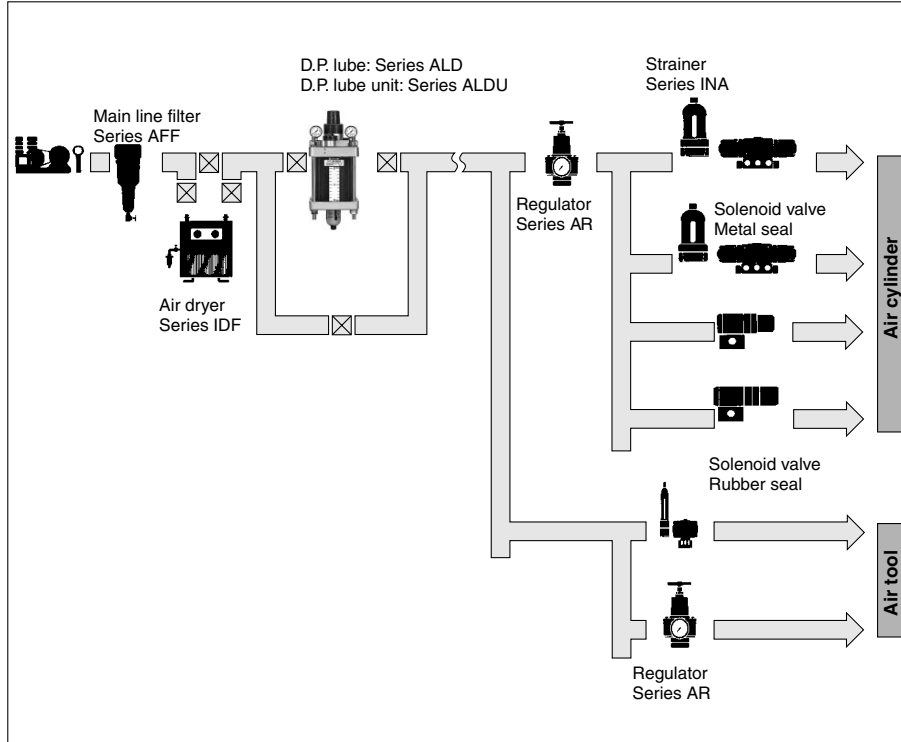 D.P. lube: Series ALD
D.P. lube unit: Series ALDU
Strainer
Series INA
Main line filter
Series AFF
Regulator
Series AR
Solenoid valve
Metal seal
Air dryer
Series IDF
Air cylinder
Solenoid valve
Rubber seal
Air tool
Regulator
Series AR